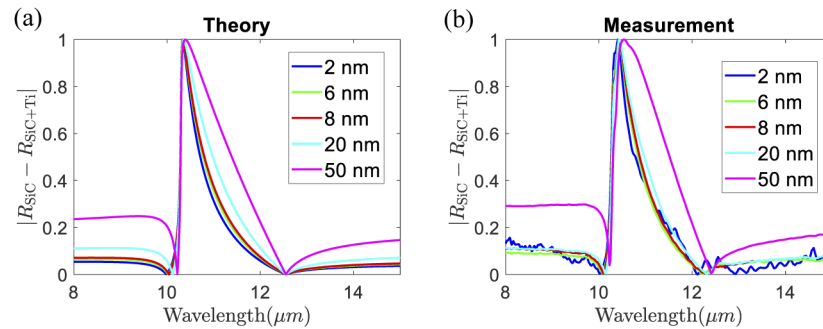 (a)
Theory
|R_SiC − R_SiC+Ti|
1
0.8
0.6
0.4
0.2
0
8
10
12
14
Wavelength(μm)
2 nm
6 nm
8 nm
20 nm
50 nm
(b)
Measurement
|R_SiC − R_SiC+Ti|
1
0.8
0.6
0.4
0.2
0
8
10
12
14
Wavelength(μm)
2 nm
6 nm
8 nm
20 nm
50 nm